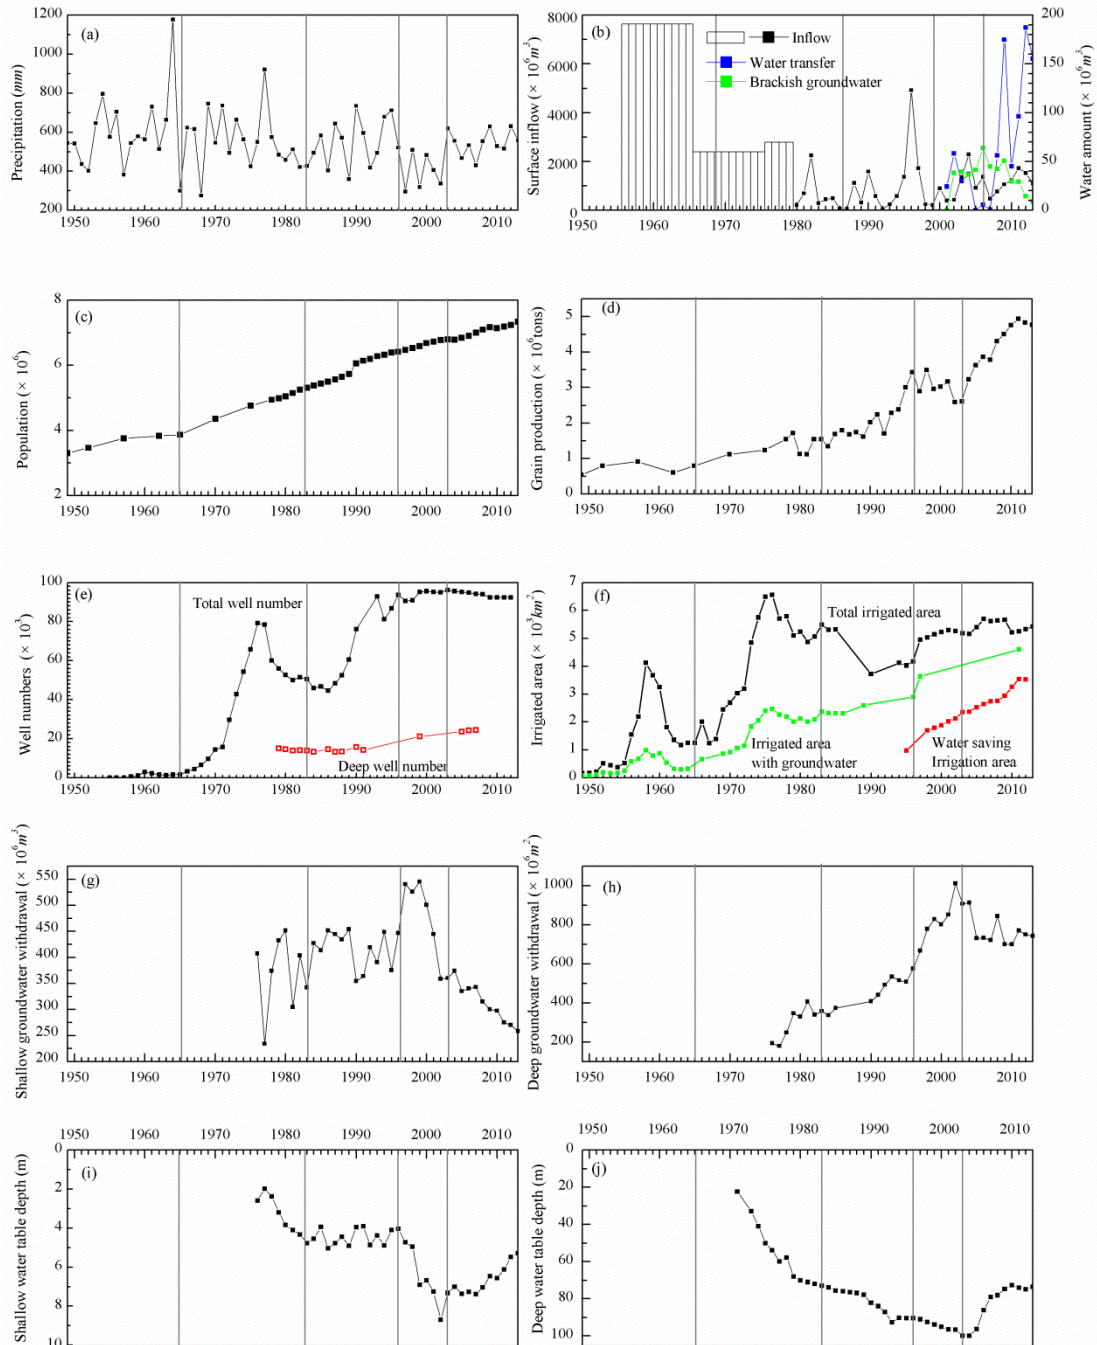 (a)
Precipitation (mm)
1200
1000
800
600
400
200
1950 1960 1970 1980 1990 2000 2010
(b)
Surface inflow (× 10⁶m³)
8000
6000
4000
2000
0
Inflow
Water transfer
Brackish groundwater
Water amount (× 10⁶m³)
200
150
100
50
0
1950 1960 1970 1980 1990 2000 2010
(c)
Population (× 10⁶)
8
6
4
2
1950 1960 1970 1980 1990 2000 2010
(d)
Grain production (× 10⁶tons)
5
4
3
2
1
0
1950 1960 1970 1980 1990 2000 2010
(e)
Well numbers (× 10³)
100
80
60
40
20
0
Total well number
Deep well number
1950 1960 1970 1980 1990 2000 2010
(f)
Irrigated area (× 10³km²)
7
6
5
4
3
2
1
0
Total irrigated area
Irrigated area
with groundwater
Water saving
Irrigation area
1950 1960 1970 1980 1990 2000 2010
(g)
Shallow groundwater withdrawal (× 10⁶m³)
550
500
450
400
350
300
250
200
1950 1960 1970 1980 1990 2000 2010
(h)
Deep groundwater withdrawal (× 10⁶m²)
1000
800
600
400
200
1950 1960 1970 1980 1990 2000 2010
1950 1960 1970 1980 1990 2000 2010
(i)
Shallow water table depth (m)
0
2
4
6
8
10
1950 1960 1970 1980 1990 2000 2010
(j)
Deep water table depth (m)
0
20
40
60
80
100